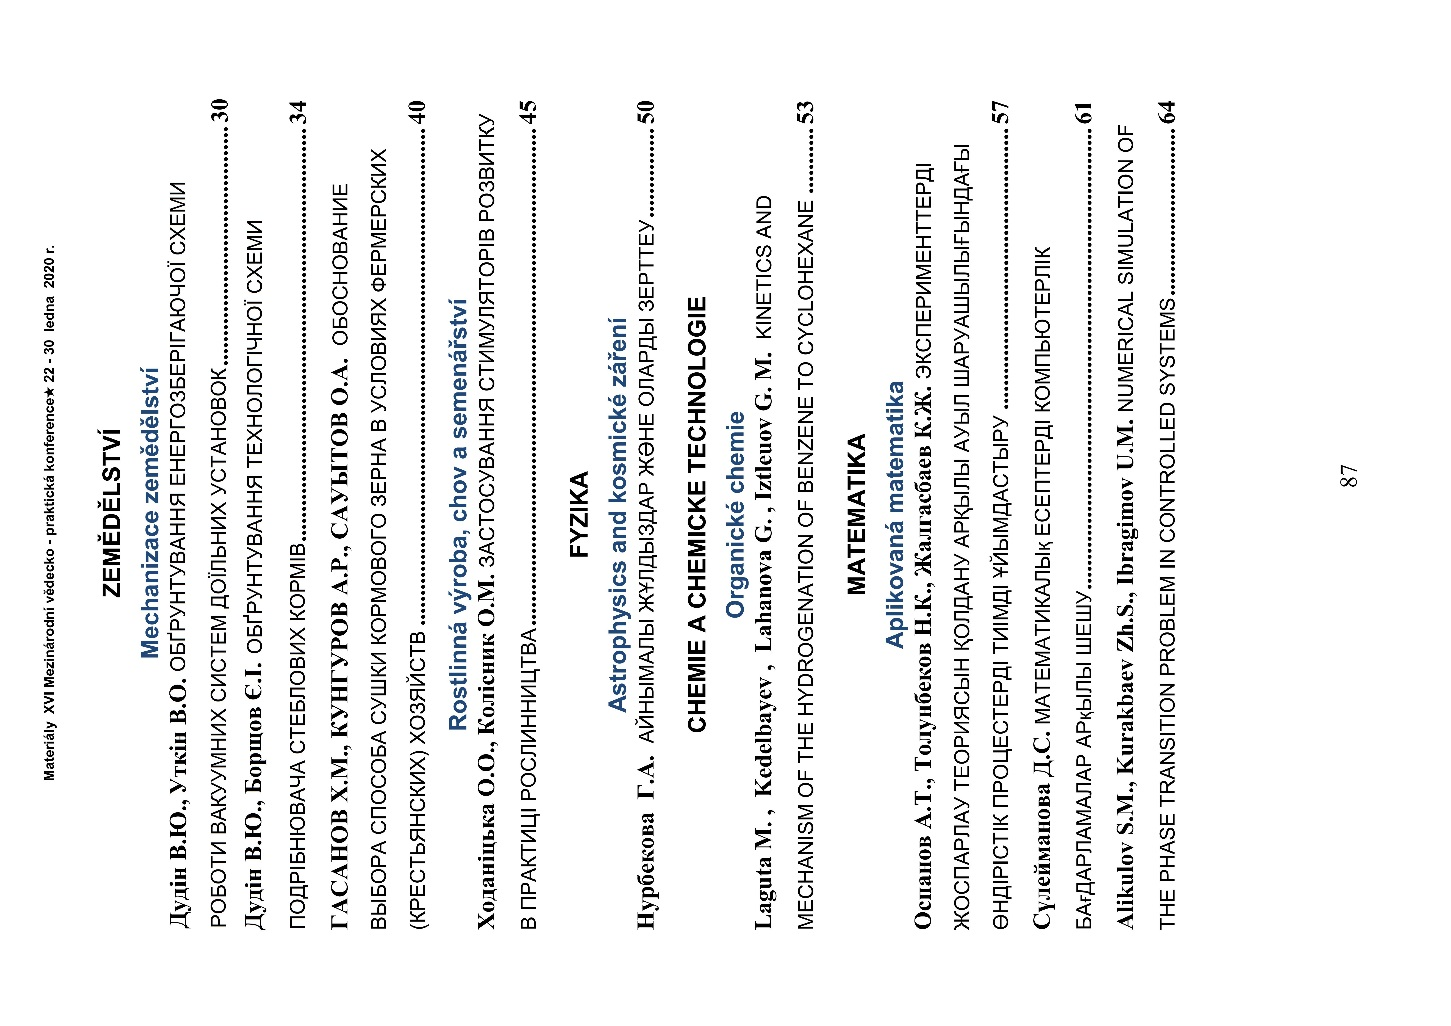 Materiály XVI Mezinárodní vědecko - praktická konference★ 22 - 30 ledna 2020 r.
ZEMĚDĚLSTVÍ
Mechanizace zemědělství
Дудін В.Ю., Уткін В.О. ОБҐРУНТУВАННЯ ЕНЕРГОЗБЕРІГАЮЧОЇ СХЕМИ
РОБОТИ ВАКУУМНИХ СИСТЕМ ДОЇЛЬНИХ УСТАНОВОК........................................30
Дудін В.Ю., Борщов Є.І. ОБҐРУНТУВАННЯ ТЕХНОЛОГІЧНОЇ СХЕМИ
ПОДРІБНЮВАЧА СТЕБЛОВИХ КОРМІВ......................................................................34
ГАСАНОВ Х.М., КУНГУРОВ А.Р., САУЫТОВ О.А. ОБОСНОВАНИЕ
ВЫБОРА СПОСОБА СУШКИ КОРМОВОГО ЗЕРНА В УСЛОВИЯХ ФЕРМЕРСКИХ
(КРЕСТЬЯНСКИХ) ХОЗЯЙСТВ ....................................................................................40
Rostlinná výroba, chov a semenářství
Ходаніцька О.О., Колісник О.М. ЗАСТОСУВАННЯ СТИМУЛЯТОРІВ РОЗВИТКУ
В ПРАКТИЦІ РОСЛИННИЦТВА....................................................................................45
FYZIKA
Astrophysics and kosmické záření
Нурбекова Г.А. АЙНЫМАЛЫ ЖҰЛДЫЗДАР ЖӘНЕ ОЛАРДЫ ЗЕРТТЕУ...............50
CHEMIE A CHEMICKE TECHNOLOGIE
Organické chemie
Laguta M. , Kedelbayev , Lahanova G. , Iztleuov G. M. KINETICS AND
MECHANISM OF THE HYDROGENATION OF BENZENE TO CYCLOHEXANE ...........53
MATEMATIKA
Aplikovaná matematika
Оспанов А.Т., Толупбеков Н.К., Жалгасбаев К.Ж. ЭКСПЕРИМЕНТТЕРДІ
ЖОСПАРЛАУ ТЕОРИЯСЫН ҚОЛДАНУ АРҚЫЛЫ АУЫЛ ШАРУАШЫЛЫҒЫНДАҒЫ
ӨНДІРІСТІК ПРОЦЕСТЕРДІ ТИІМДІ ҰЙЫМДАСТЫРУ ..............................................57
Сүлейманова Д.С. МАТЕМАТИКАЛЫқ ЕСЕПТЕРДІ КОМПЬЮТЕРЛІК
БАғДАРЛАМАЛАР АРқЫЛЫ ШЕШУ..............................................................................61
Alikulov S.M., Kurakbaev Zh.S., Ibragimov U.M. NUMERICAL SIMULATION OF
THE PHASE TRANSITION PROBLEM IN CONTROLLED SYSTEMS............................64
87